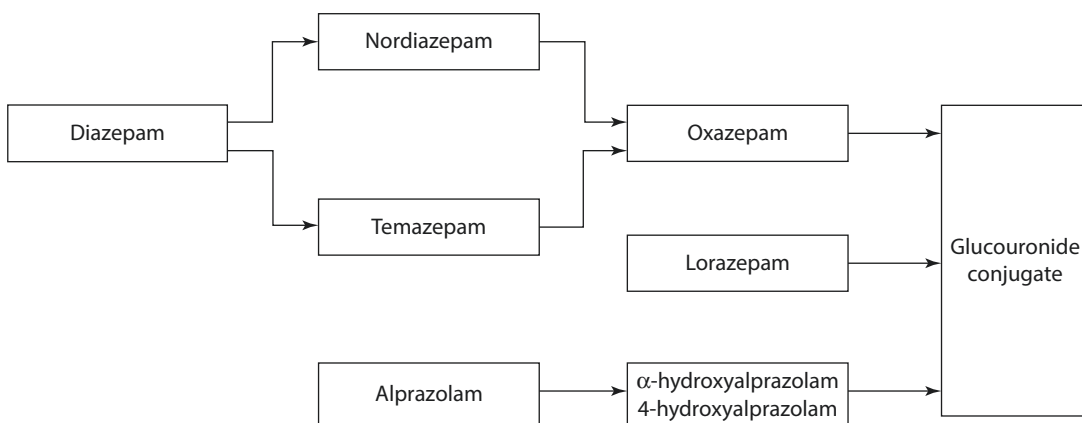 Nordiazepam
Diazepam
Oxazepam
Temazepam
Lorazepam
Glucouronide
conjugate
Alprazolam
α-hydroxyalprazolam
4-hydroxyalprazolam